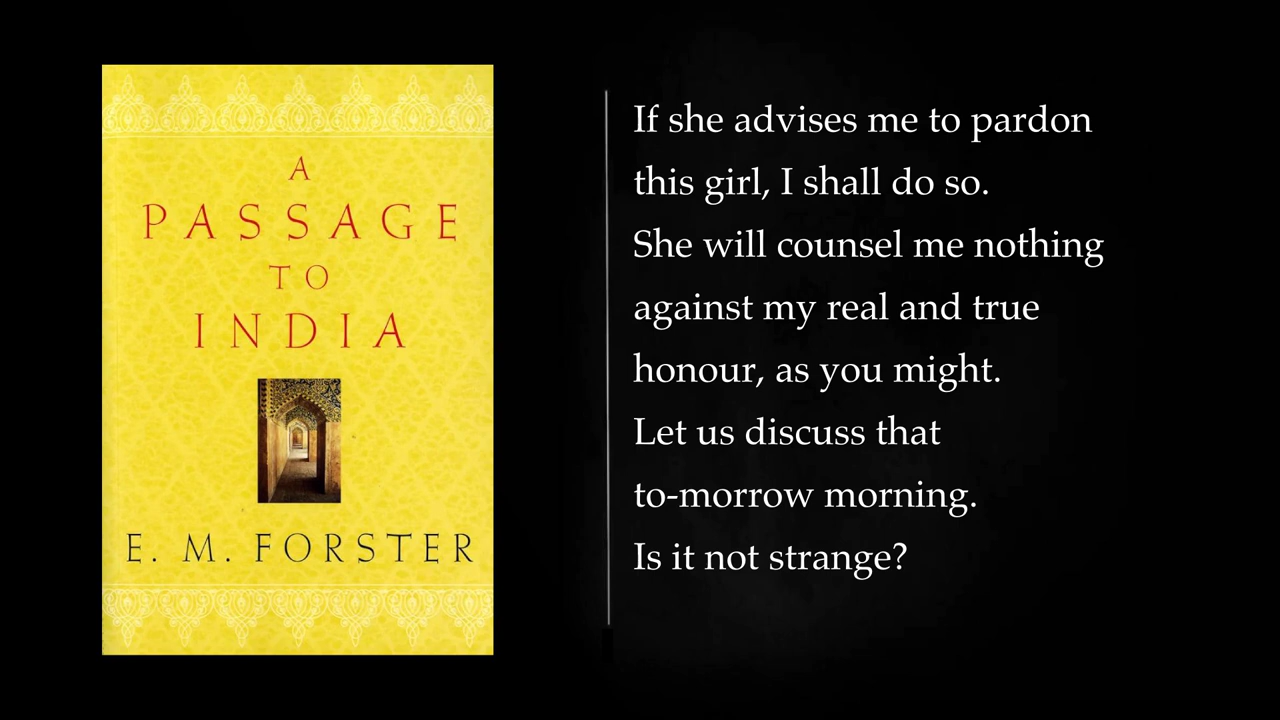 A
PASSAGE
TO
INDIA
E. M. FORSTER
If she advises me to pardon
this girl, I shall do so.
She will counsel me nothing
against my real and true
honour, as you might.
Let us discuss that
to-morrow morning.
Is it not strange?